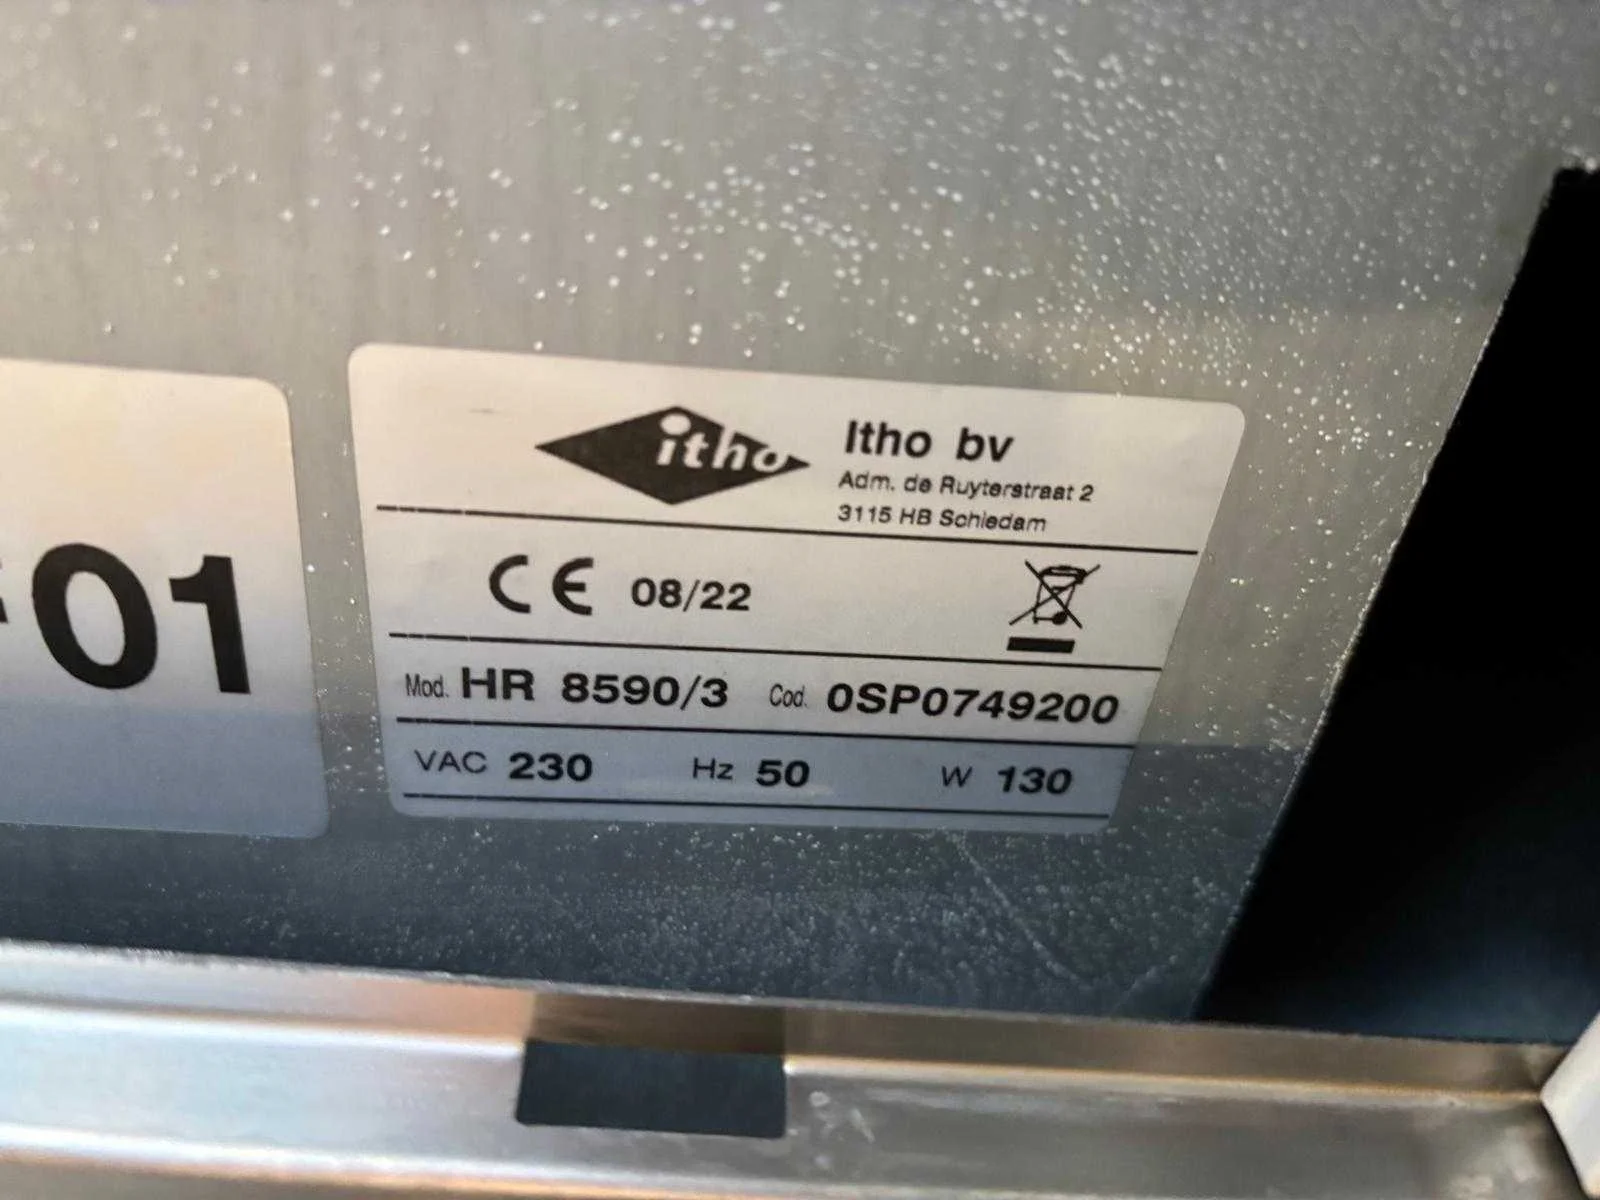 itho
Itho bv
Adm. de Ruyterstraat 2
3115 HB Schiedam
CE 08/22
Mod. HR 8590/3 Cod. 0SP0749200
VAC 230 Hz 50 W 130
01